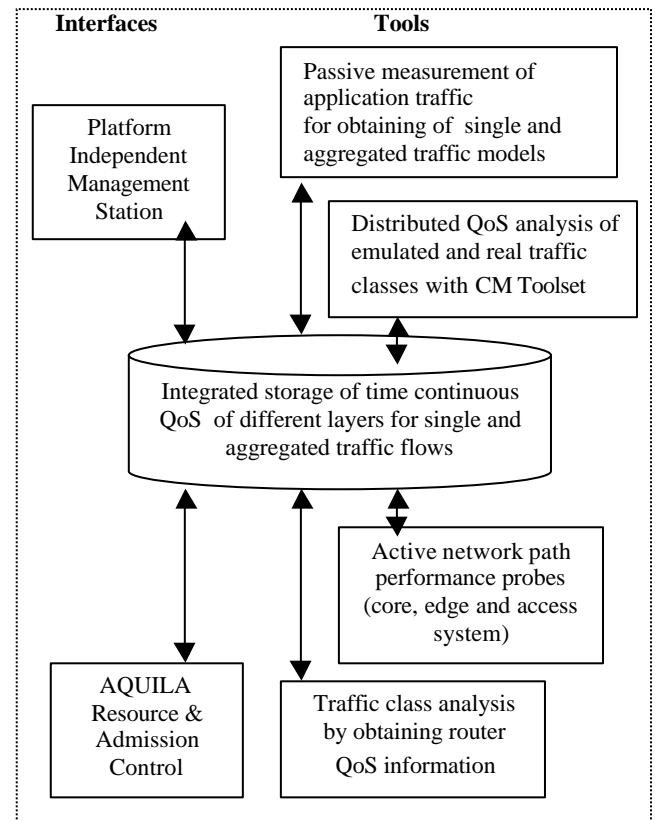 Interfaces
Tools
Passive measurement of
application traffic
for obtaining of single and
aggregated traffic models
Platform
Independent
Management
Station
Distributed QoS analysis of
emulated and real traffic
classes with CM Toolset
Integrated storage of time continuous
QoS of different layers for single and
aggregated traffic flows
Active network path
performance probes
(core, edge and access
system)
AQUILA
Resource &
Admission
Control
Traffic class analysis
by obtaining router
QoS information